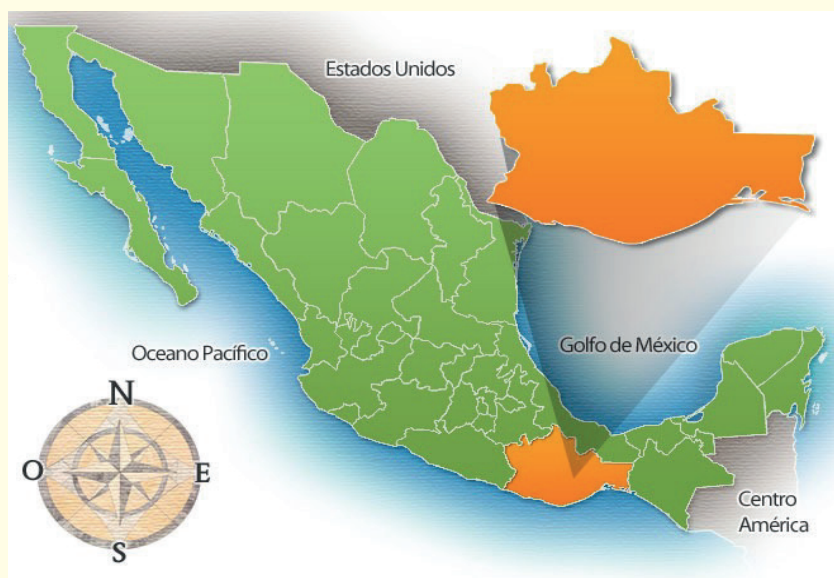 Estados Unidos
Golfo de México
Oceano Pacífico
N
O
E
S
Centro
América